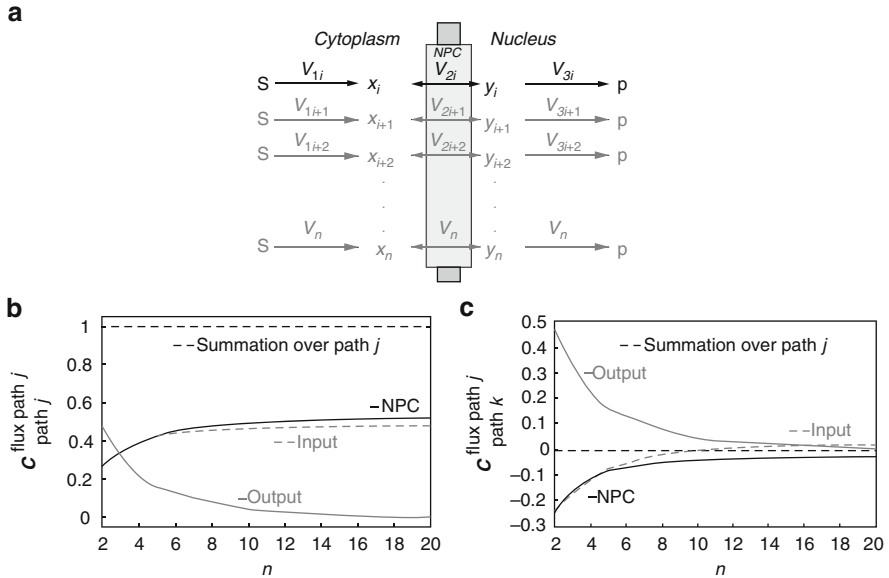 a
Cytoplasm NPC Nucleus
S V1i xi V2i yi V3i p
S V1i+1 xi+1 V2i+1 yi+1 V3i+1 p
S V1i+2 xi+2 V2i+2 yi+2 V3i+2 p
. . .
. . .
. . .
S Vn xn Vn yn Vn p
b
C flux path j path j
1
0.8
0.6
0.4
0.2
0
Summation over path j
NPC
Input
Output
2 4 6 8 10 12 14 16 18 20
n
c
C flux path j path k
0.5
0.4
0.3
0.2
0.1
0
−0.1
−0.2
−0.3
Summation over path j
Output
Input
NPC
2 4 6 8 10 12 14 16 18 20
n